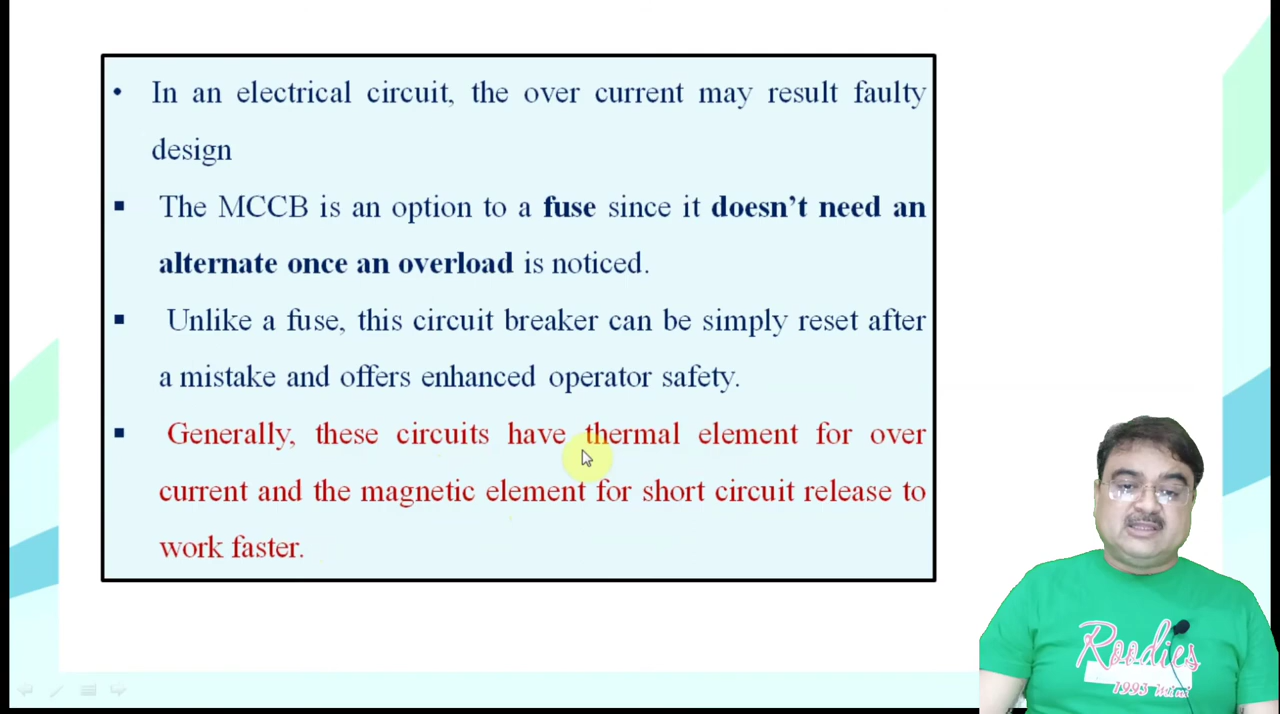 • In an electrical circuit, the over current may result faulty
design
▪ The MCCB is an option to a fuse since it doesn't need an
alternate once an overload is noticed.
▪ Unlike a fuse, this circuit breaker can be simply reset after
a mistake and offers enhanced operator safety.
▪ Generally, these circuits have thermal element for over
current and the magnetic element for short circuit release to
work faster.
Roodies
1993